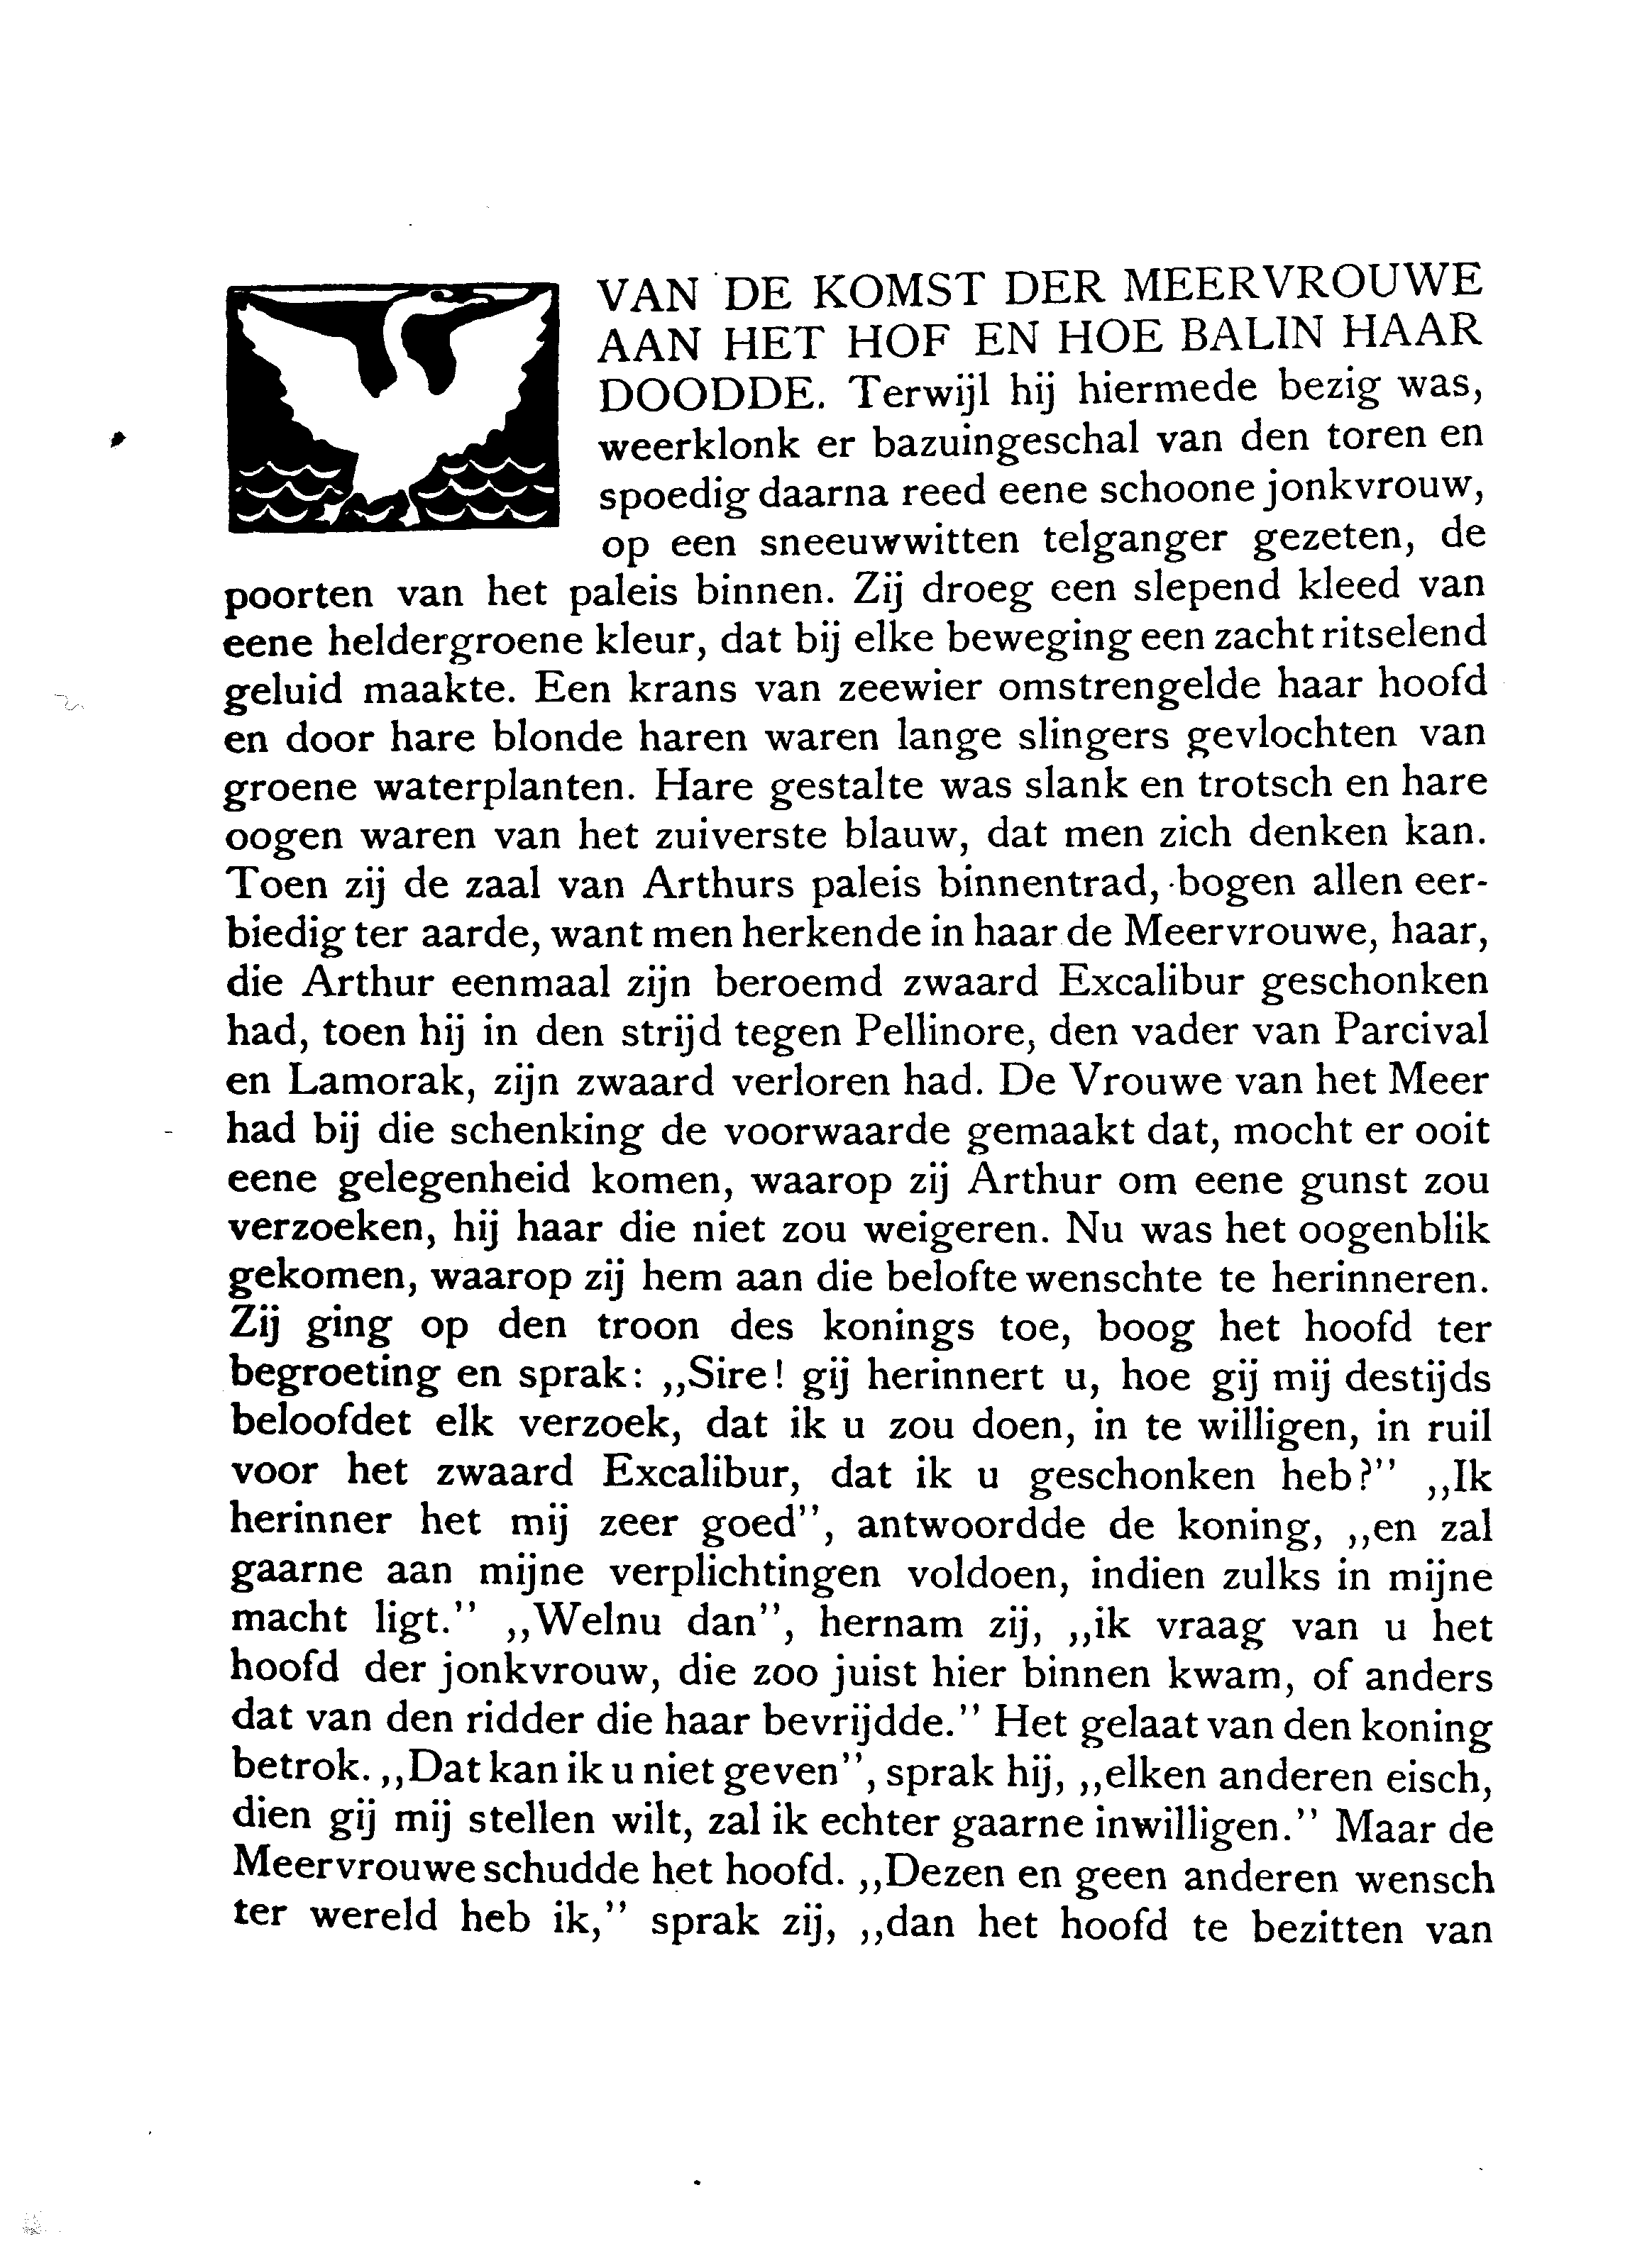 VAN DE KOMST DER MEERVROUWE
AAN HET HOF EN HOE BALIN HAAR
DOODDE. Terwijl hij hiermede bezig was,
weerklonk er bazuingeschal van den toren en
spoedig daarna reed eene schoone jonkvrouw,
op een sneeuwwitten telganger gezeten, de
poorten van het paleis binnen. Zij droeg een slepend kleed van
eene heldergroene kleur, dat bij elke beweging een zacht ritselend
geluid maakte. Een krans van zeewier omstrengelde haar hoofd
en door hare blonde haren waren lange slingers gevlochten van
groene waterplanten. Hare gestalte was slank en trotsch en hare
oogen waren van het zuiverste blauw, dat men zich denken kan.
Toen zij de zaal van Arthurs paleis binnentrad, bogen allen eer-
biedig ter aarde, want men herkende in haar de Meervrouwe, haar,
die Arthur eenmaal zijn beroemd zwaard Excalibur geschonken
had, toen hij in den strijd tegen Pellinore, den vader van Parcival
en Lamorak, zijn zwaard verloren had. De Vrouwe van het Meer
had bij die schenking de voorwaarde gemaakt dat, mocht er ooit
eene gelegenheid komen, waarop zij Arthur om eene gunst zou
verzoeken, hij haar die niet zou weigeren. Nu was het oogenblik
gekomen, waarop zij hem aan die belofte wenschte te herinneren.
Zij ging op den troon des konings toe, boog het hoofd ter
begroeting en sprak: ,,Sire! gij herinnert u, hoe gij mij destijds
beloofdet elk verzoek, dat ik u zou doen, in te willigen, in ruil
voor het zwaard Excalibur, dat ik u geschonken heb?'' ,,Ik
herinner het mij zeer goed'', antwoordde de koning, ,,en zal
gaarne aan mijne verplichtingen voldoen, indien zulks in mijne
macht ligt.'' ,,Welnu dan'', hernam zij, ,,ik vraag van u het
hoofd der jonkvrouw, die zoo juist hier binnen kwam, of anders
dat van den ridder die haar bevrijdde.'' Het gelaat van den koning
betrok. ,,Dat kan ik u niet geven'', sprak hij, ,,elken anderen eisch,
dien gij mij stellen wilt, zal ik echter gaarne inwilligen.'' Maar de
Meervrouwe schudde het hoofd. ,,Dezen en geen anderen wensch
ter wereld heb ik,'' sprak zij, ,,dan het hoofd te bezitten van